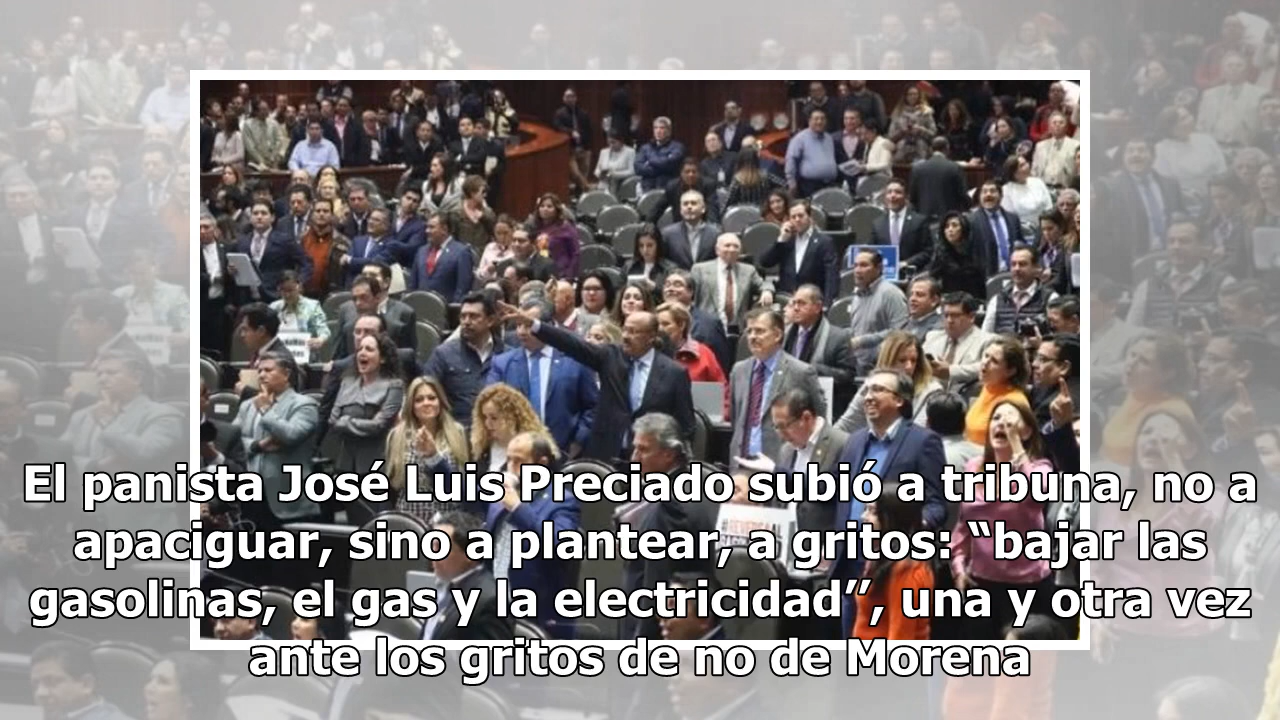 El panista José Luis Preciado subió a tribuna, no a
apaciguar, sino a plantear, a gritos: “bajar las
gasolinas, el gas y la electricidad”, una y otra vez
ante los gritos de no de Morena